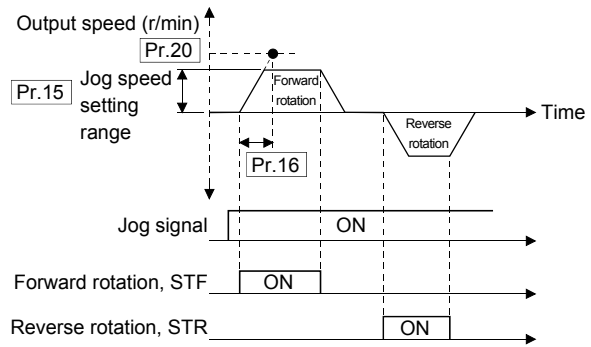 Output speed (r/min)
Pr.20
Pr.15
Jog speed
setting
range
Forward
rotation
Time
Reverse
rotation
Pr.16
Jog signal
ON
Forward rotation, STF
ON
Reverse rotation, STR
ON